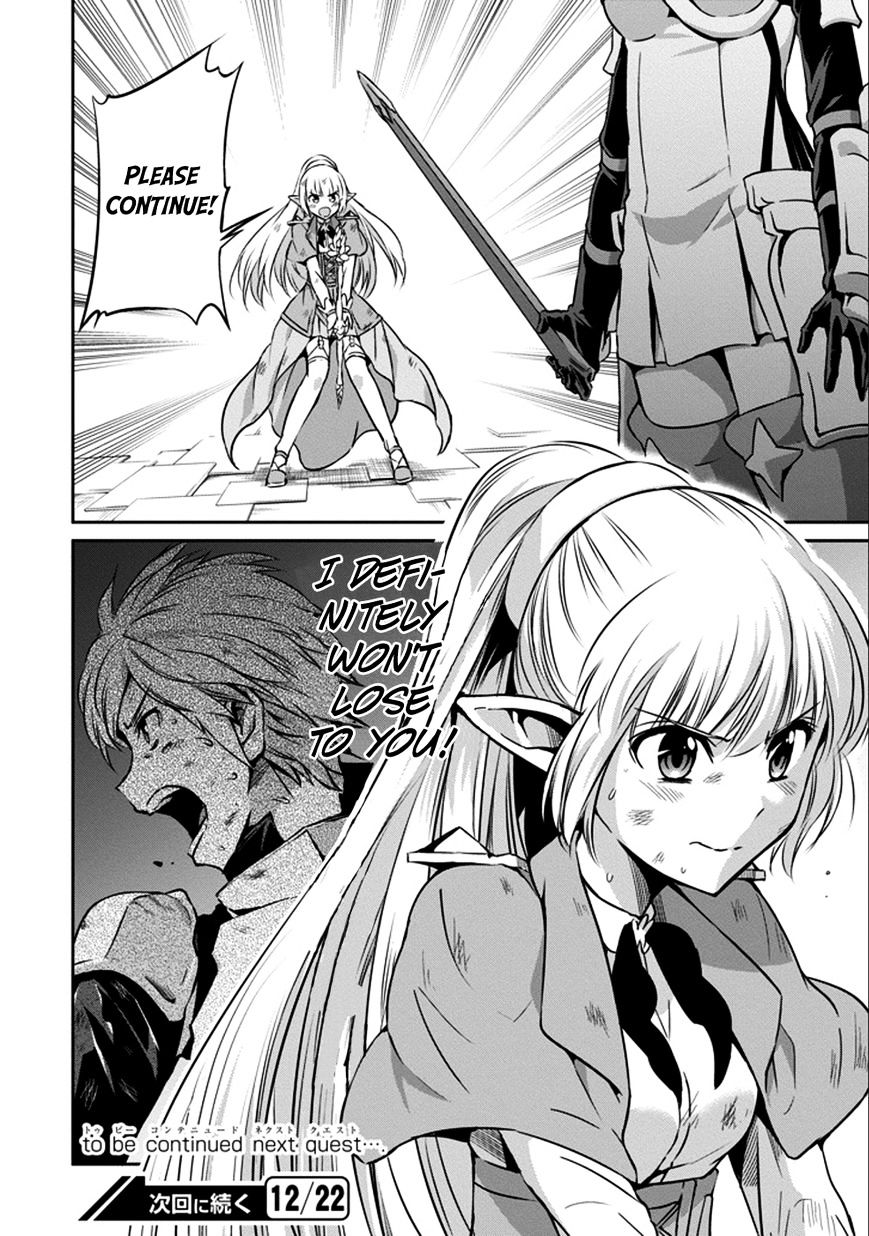 PLEASE
CONTINUE!
I DEFI-
NITELY
WON'T
LOSE
TO YOU!
トゥ ビー コンテニュード ネクスト クエスト
to be continued next quest….
次回に続く 12/22